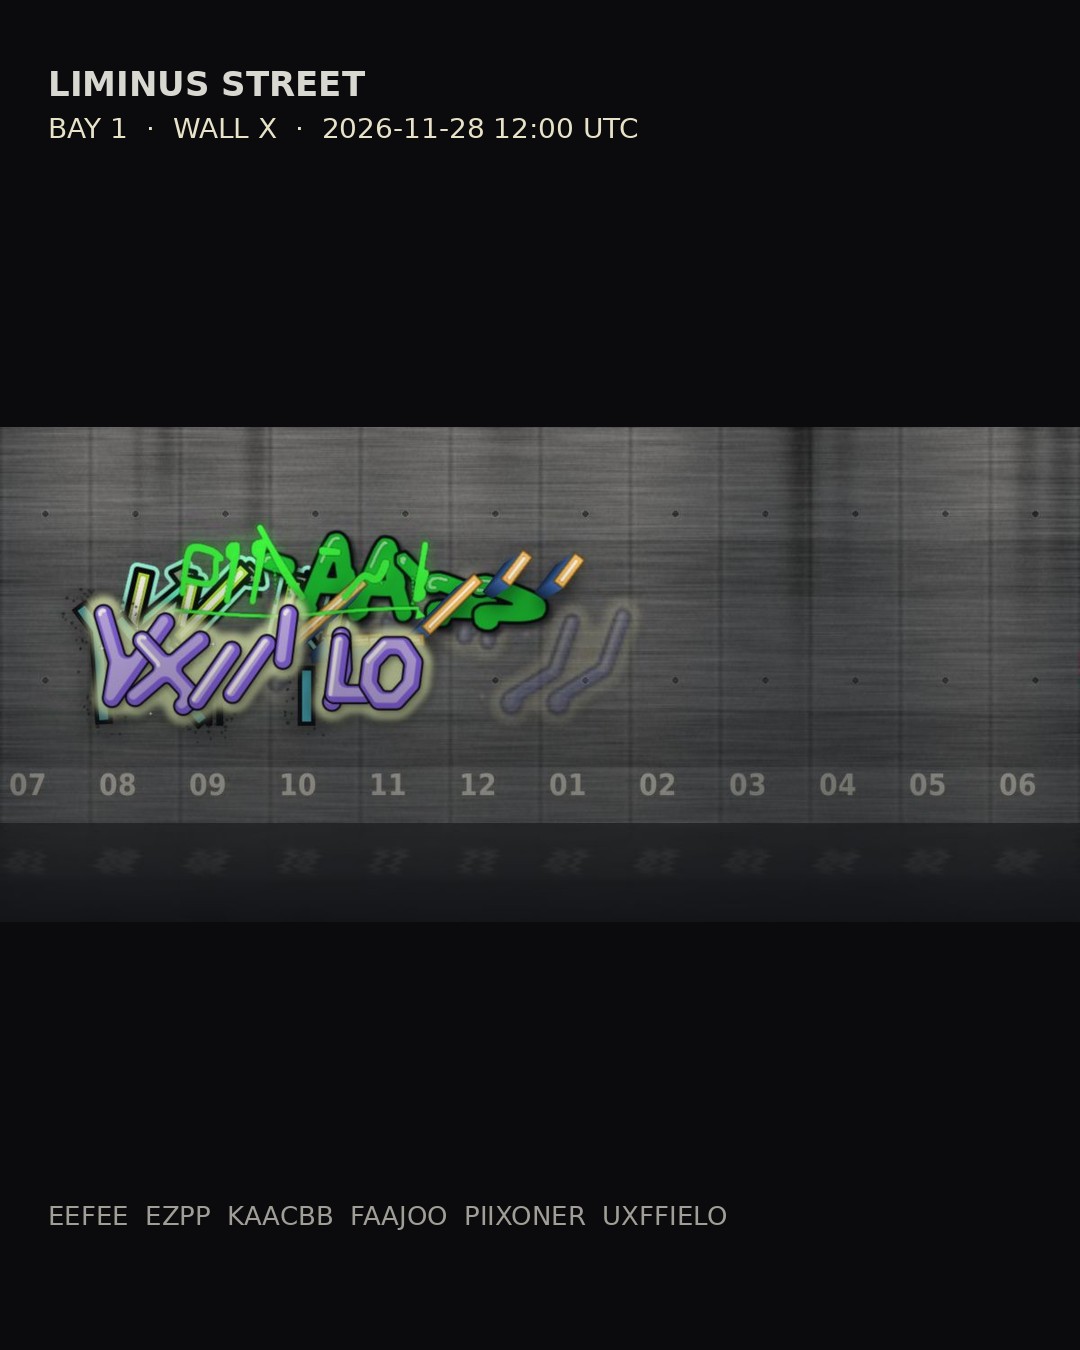 LIMINUS STREET
BAY 1 · WALL X · 2026-11-28 12:00 UTC
07 08 09 10 11 12 01 02 03 04 05 06
EEFEE EZPP KAACBB FAAJOO PIIXONER UXFFIELO